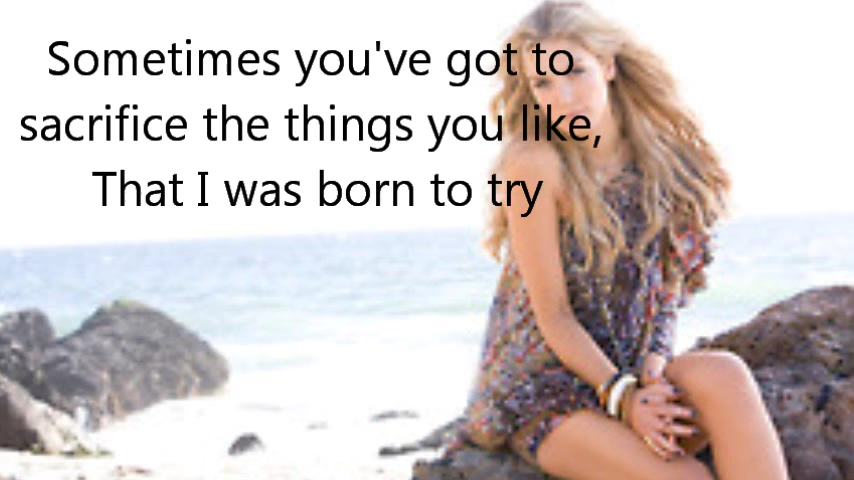 Sometimes you've got to
sacrifice the things you like,
That I was born to try